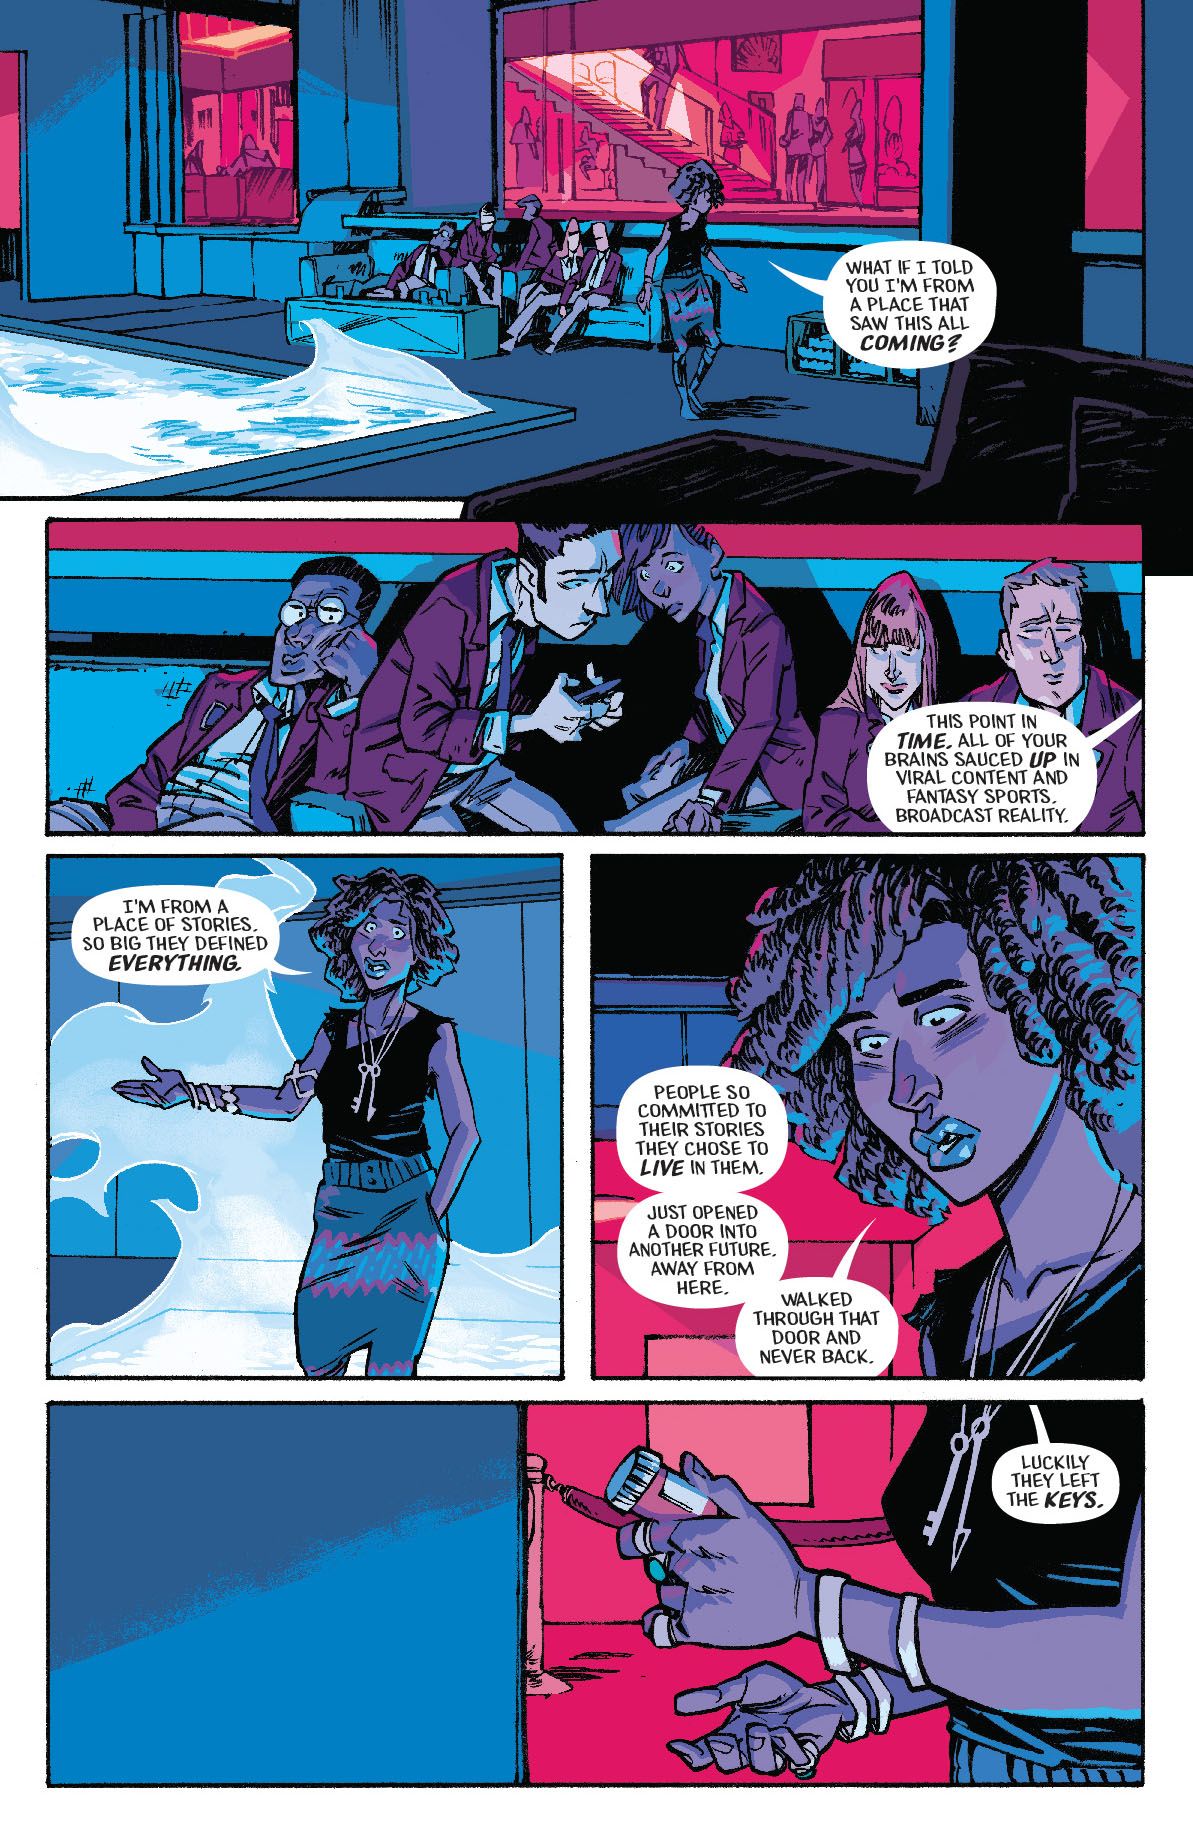 WHAT IF I TOLD
YOU I'M FROM
A PLACE THAT
SAW THIS ALL
COMING?
THIS POINT IN
TIME. ALL OF YOUR
BRAINS SAUCED UP IN
VIRAL CONTENT AND
FANTASY SPORTS.
BROADCAST REALITY.
I'M FROM A
PLACE OF STORIES.
SO BIG THEY DEFINED
EVERYTHING.
PEOPLE SO
COMMITTED TO
THEIR STORIES
THEY CHOSE TO
LIVE IN THEM.
JUST OPENED
A DOOR INTO
ANOTHER FUTURE.
AWAY FROM
HERE.
WALKED
THROUGH THAT
DOOR AND
NEVER BACK.
LUCKILY
THEY LEFT
THE KEYS.